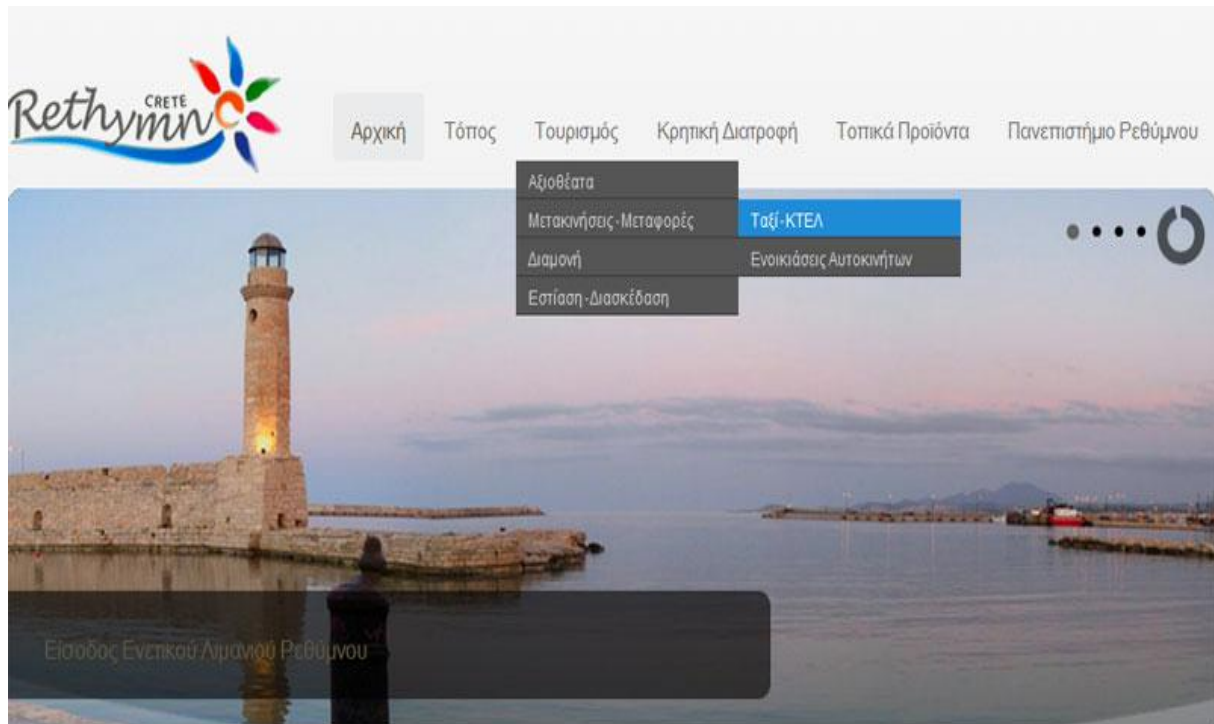 CRETE
Rethymno
Αρχική Τόπος Τουρισμός Κρητική Διατροφή Τοπικά Προϊόντα Πανεπιστήμιο Ρεθύμνου
Αξιοθέατα
Μετακινήσεις-Μεταφορές Ταξί-ΚΤΕΛ
Διαμονή Ενοικιάσεις Αυτοκινήτων
Εστίαση-Διασκέδαση
Είσοδος Ενετικού Λιμανιού Ρεθύμνου